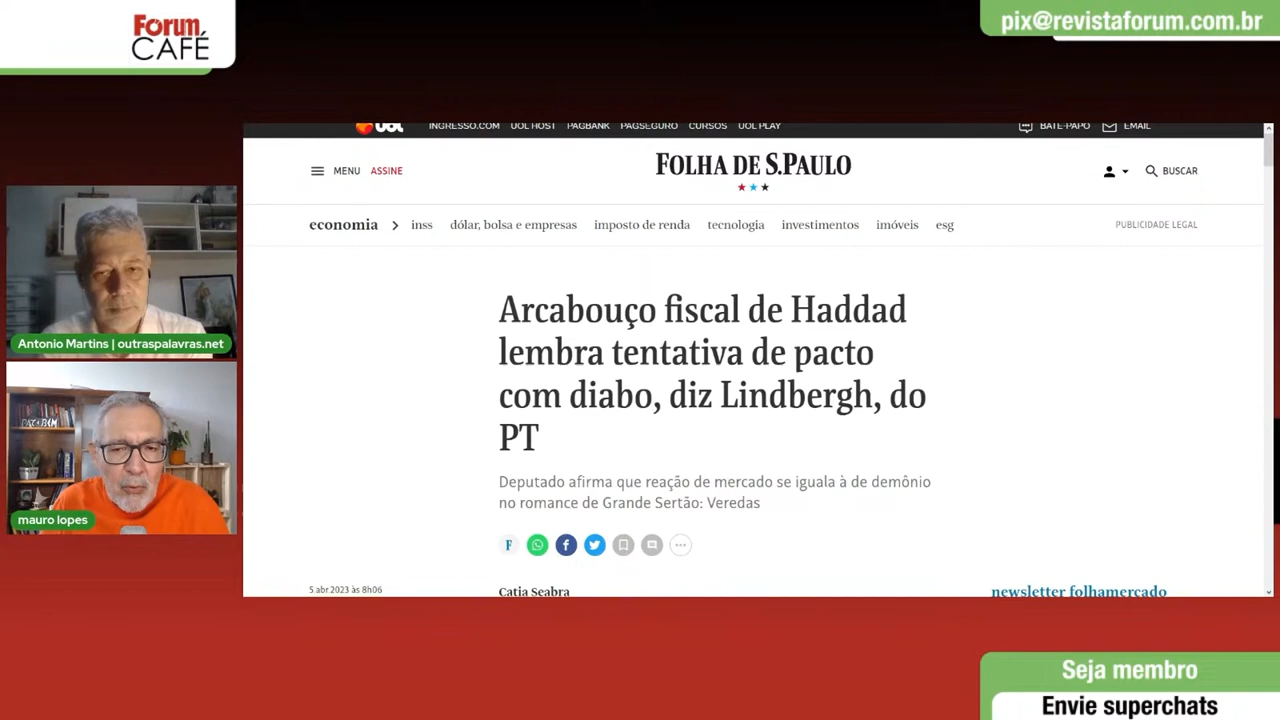 Forum
CAFÉ
pix@revistaforum.com.br
UOL
INGRESSO.COM UOL HOST PAGBANK PAGSEGURO CURSOS UOL PLAY
BATE-PAPO EMAIL
MENU ASSINE
FOLHA DE S.PAULO
BUSCAR
economia inss dólar, bolsa e empresas imposto de renda tecnologia investimentos imóveis esg
PUBLICIDADE LEGAL
Arcabouço fiscal de Haddad
lembra tentativa de pacto
com diabo, diz Lindbergh, do
PT
Deputado afirma que reação de mercado se iguala à de demônio
no romance de Grande Sertão: Veredas
F
5 abr.2023 às 8h06
Catia Seabra
newsletter folhamercado
Antonio Martins | outraspalavras.net
mauro lopes
Seja membro
Envie superchats